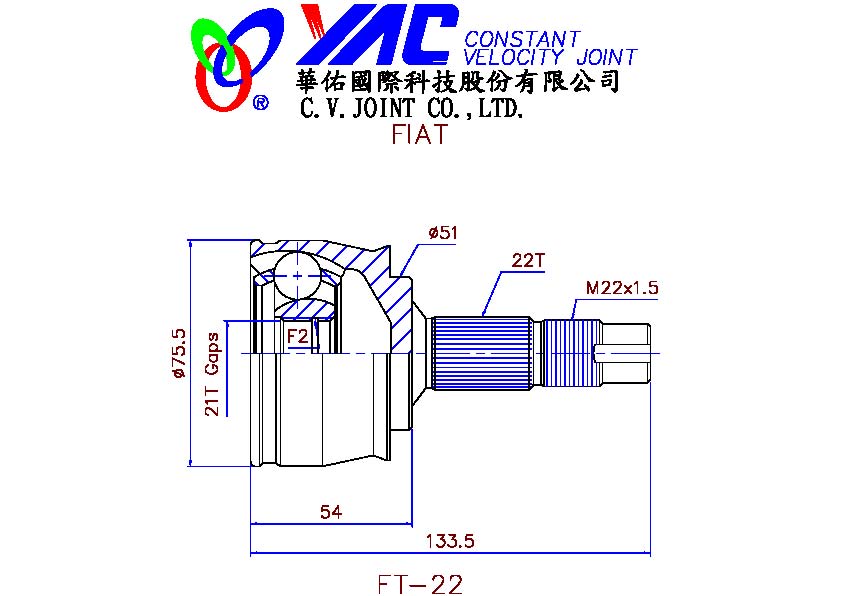 YAC CONSTANT
VELOCITY JOINT
®
華佑國際科技股份有限公司
C.V.JOINT CO.,LTD.
FIAT
ø51
22T
M22x1.5
F2
ø75.5
21T Gaps
54
133.5
FT-22